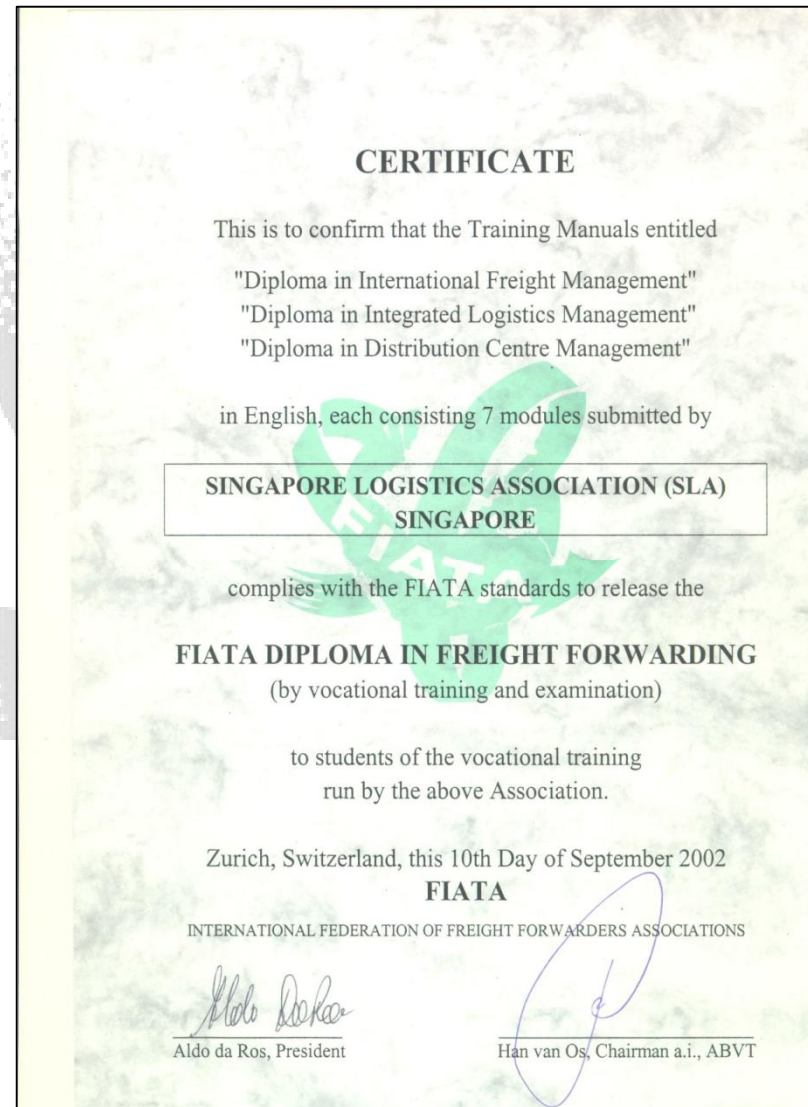 CERTIFICATE
This is to confirm that the Training Manuals entitled
"Diploma in International Freight Management"
"Diploma in Integrated Logistics Management"
"Diploma in Distribution Centre Management"
in English, each consisting 7 modules submitted by
SINGAPORE LOGISTICS ASSOCIATION (SLA)
SINGAPORE
FIATA
complies with the FIATA standards to release the
FIATA DIPLOMA IN FREIGHT FORWARDING
(by vocational training and examination)
to students of the vocational training
run by the above Association.
Zurich, Switzerland, this 10th Day of September 2002
FIATA
INTERNATIONAL FEDERATION OF FREIGHT FORWARDERS ASSOCIATIONS
Aldo da Ros, President
Han van Os, Chairman a.i., ABVT